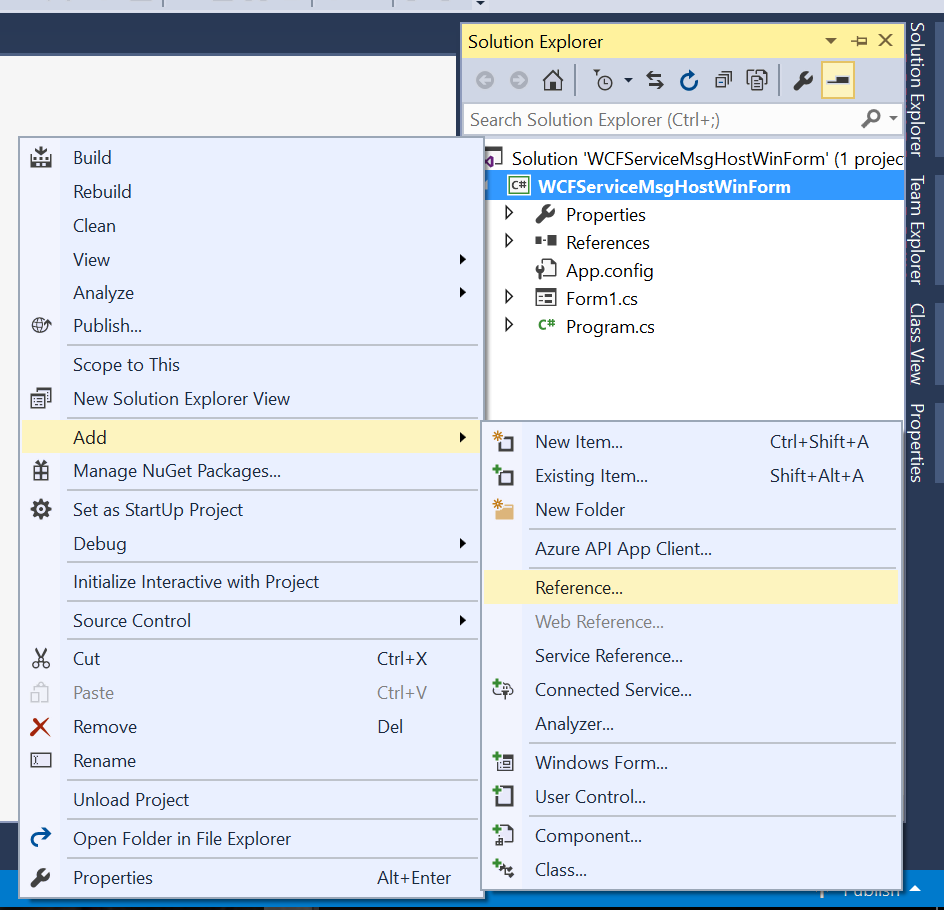 Solution Explorer
Search Solution Explorer (Ctrl+;)
Solution 'WCFServiceMsgHostWinForm' (1 projec
C# WCFServiceMsgHostWinForm
Properties
References
App.config
Form1.cs
C# Program.cs
Build
Rebuild
Clean
View
Analyze
Publish...
Scope to This
New Solution Explorer View
Add
Manage NuGet Packages...
Set as StartUp Project
Debug
Initialize Interactive with Project
Source Control
Cut Ctrl+X
Paste Ctrl+V
Remove Del
Rename
Unload Project
Open Folder in File Explorer
Properties Alt+Enter
New Item... Ctrl+Shift+A
Existing Item... Shift+Alt+A
New Folder
Azure API App Client...
Reference...
Web Reference...
Service Reference...
Connected Service...
Analyzer...
Windows Form...
User Control...
Component...
Class...
Solution Explorer
Team Explorer
Class View
Properties
Publish